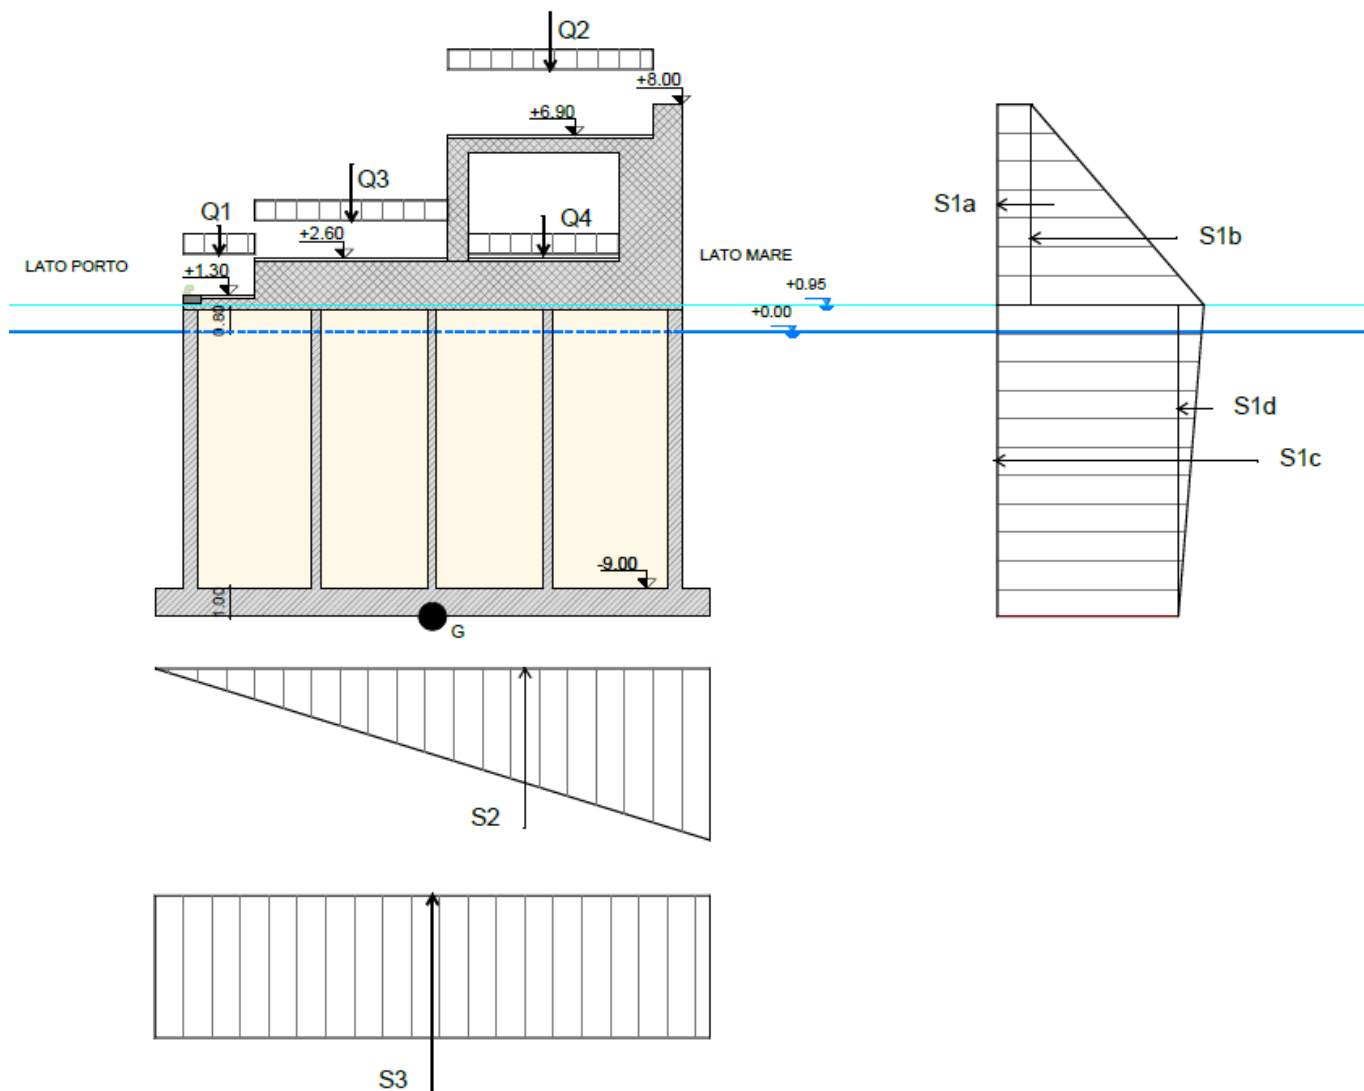 Q2
+8.00
+6.90
Q3
Q1
Q4
+2.60
LATO PORTO
LATO MARE
+1.30
+0.95
0.80
+0.00
-9.00
1.00
G
S1a
S1b
S1d
S1c
S2
S3